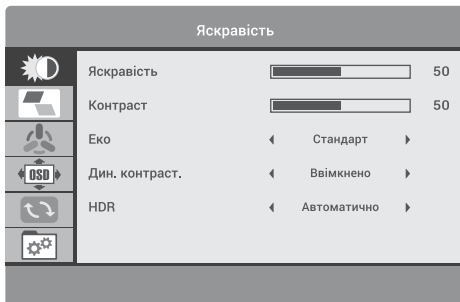 Яскравість
Яскравість 50
Контраст 50
Еко Стандарт
Дин. контраст. Ввімкнено
OSD
HDR Автоматично